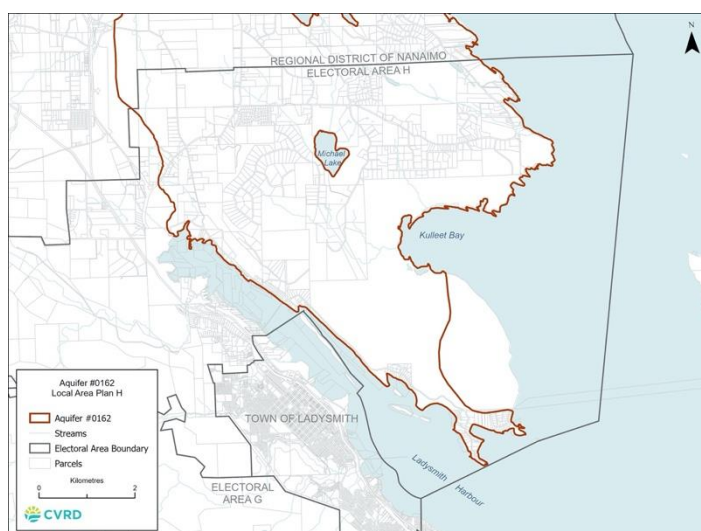 N
REGIONAL DISTRICT OF NANAIMO
ELECTORAL AREA H
Michael
Lake
Kulleet Bay
TOWN OF LADYSMITH
Ladysmith Harbour
ELECTORAL
AREA G
Aquifer #0162
Local Area Plan H
Aquifer #0162
Streams
Electoral Area Boundary
Parcels
Kilometres
0 2
CVRD